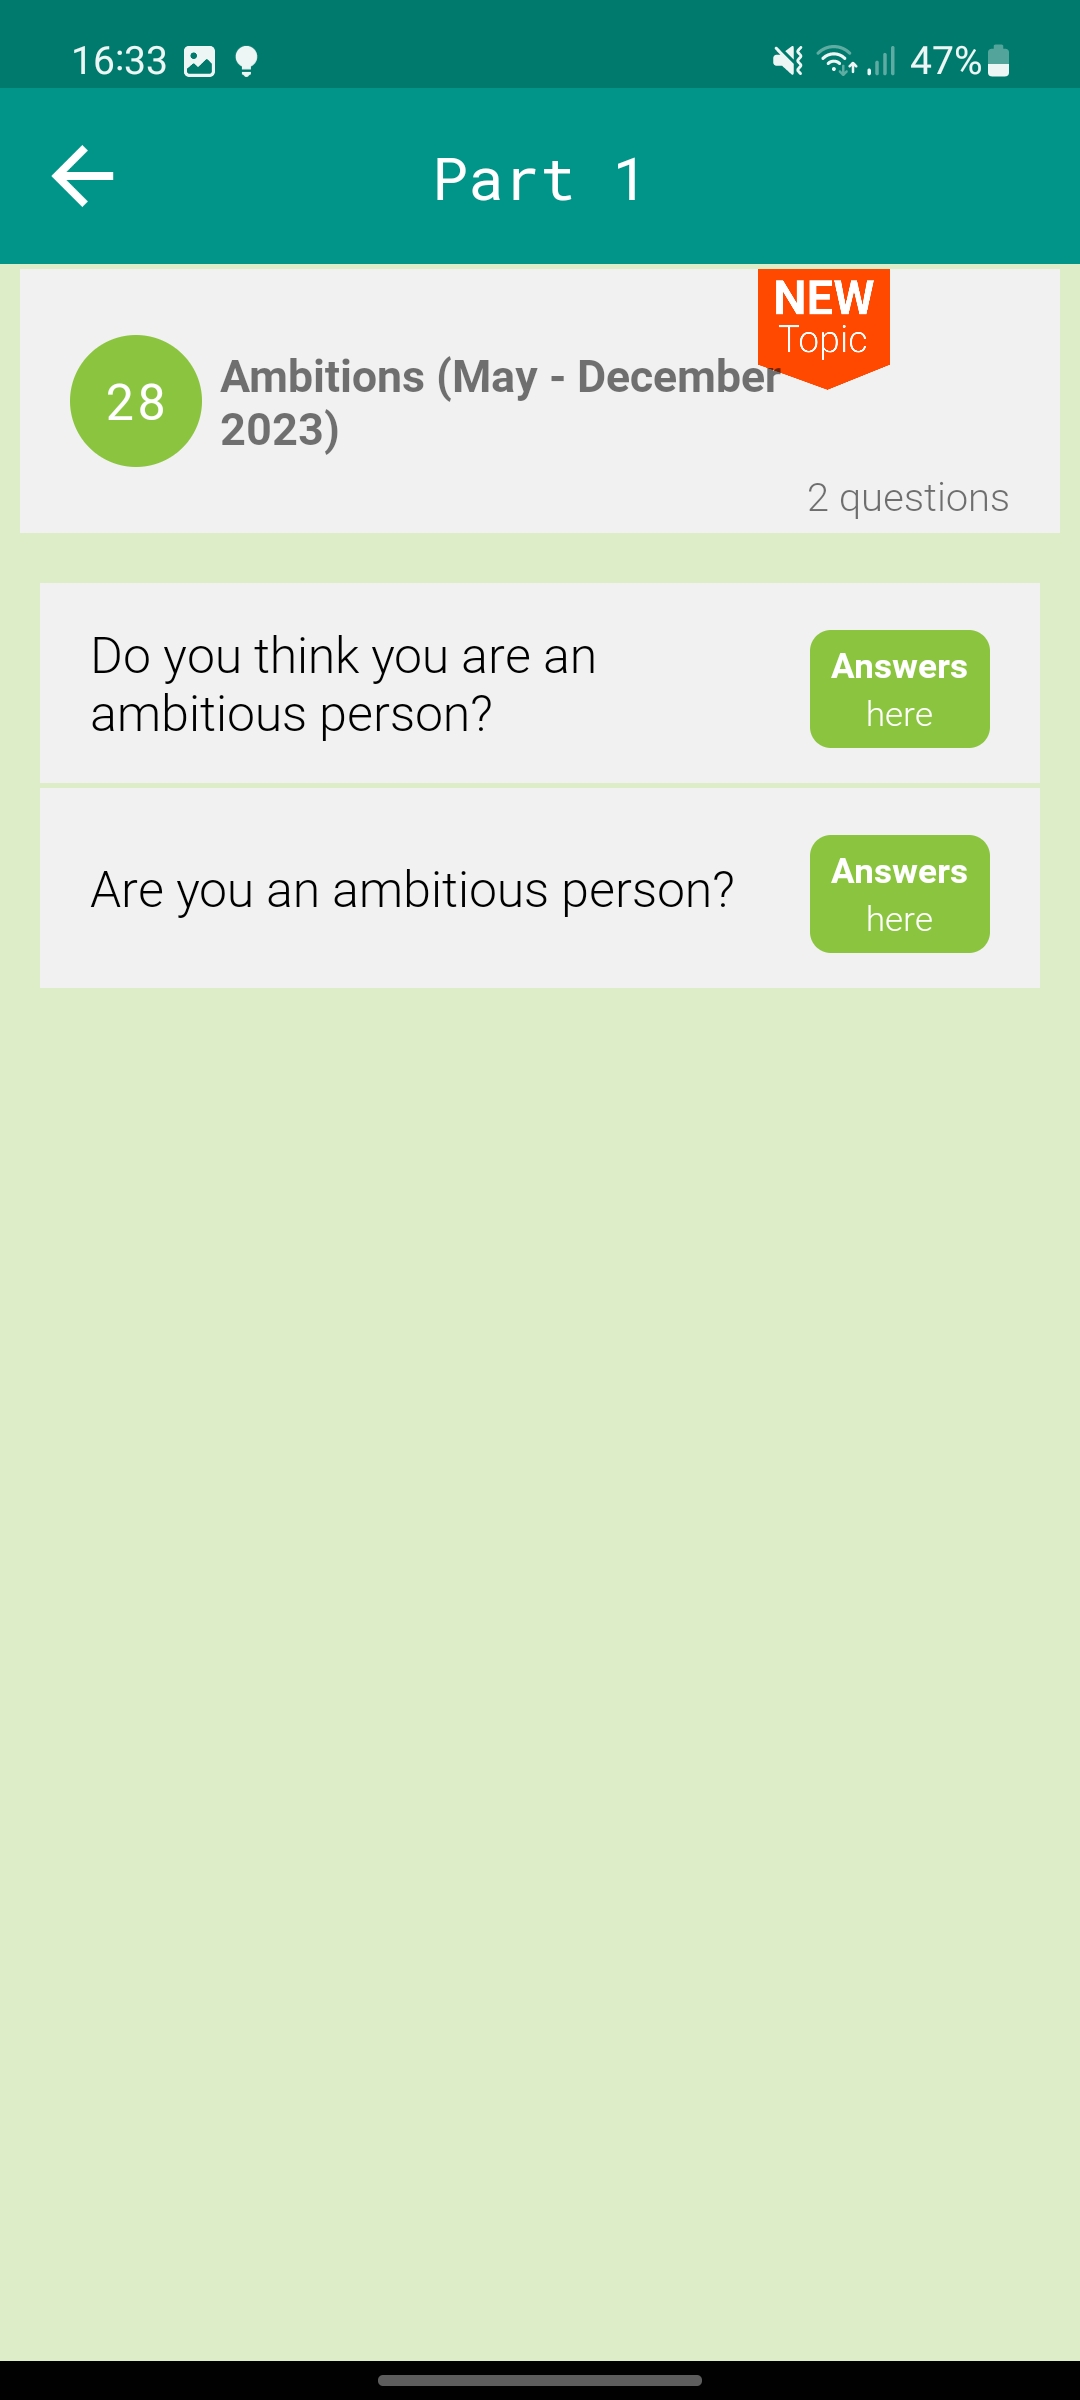 16:33
47%
Part 1
NEW
Topic
28
Ambitions (May - December
2023)
2 questions
Do you think you are an
ambitious person?
Answers
here
Are you an ambitious person?
Answers
here